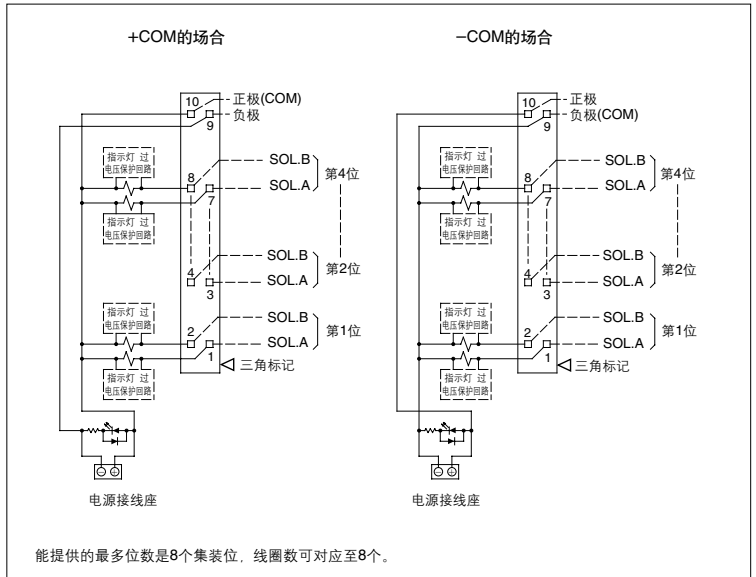 +COM的场合
10
正极(COM)
负极
9
指示灯 过
电压保护回路
8
SOL.B
SOL.A
第4位
7
指示灯 过
电压保护回路
4
SOL.B
SOL.A
第2位
3
指示灯 过
电压保护回路
2
SOL.B
SOL.A
第1位
1
三角标记
指示灯 过
电压保护回路
电源接线座
−COM的场合
10
正极
负极(COM)
9
指示灯 过
电压保护回路
8
SOL.B
SOL.A
第4位
7
指示灯 过
电压保护回路
4
SOL.B
SOL.A
第2位
3
指示灯 过
电压保护回路
2
SOL.B
SOL.A
第1位
1
三角标记
指示灯 过
电压保护回路
电源接线座
能提供的最多位数是8个集装位，线圈数可对应至8个。